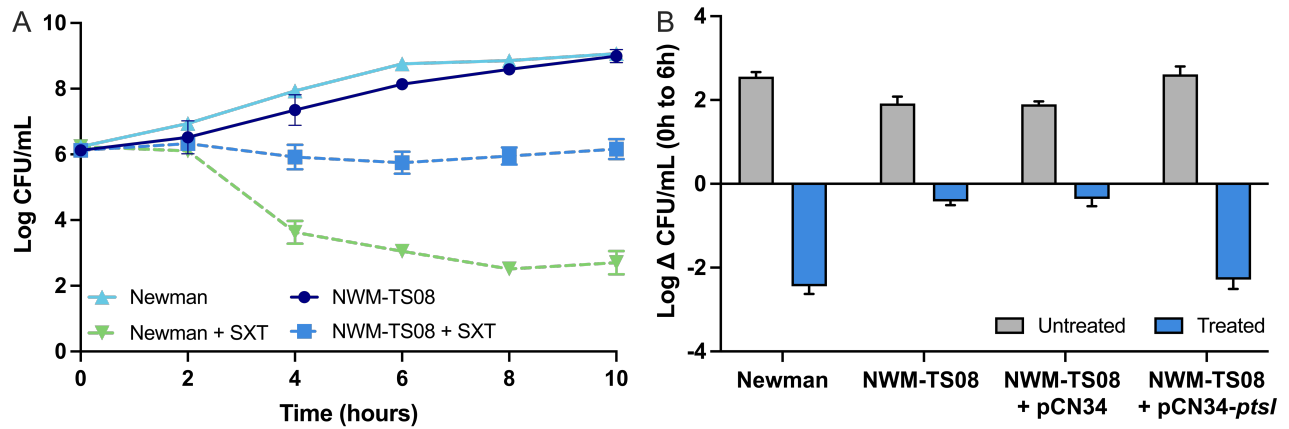 A
Log CFU/mL
10
8
6
4
2
0
0 2 4 6 8 10
Time (hours)
Newman
NWM-TS08
Newman + SXT
NWM-TS08 + SXT
B
Log Δ CFU/mL (0h to 6h)
4
2
0
-2
-4
Untreated
Treated
Newman
NWM-TS08
NWM-TS08
+ pCN34
NWM-TS08
+ pCN34-ptsI